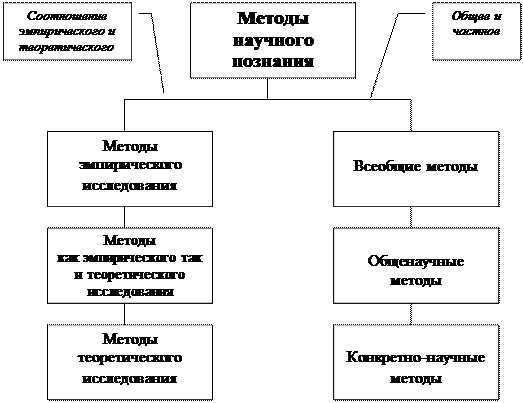 Соотношение
эмпирического и
теоретического
Методы
научного
познания
Общее и
частное
Методы
эмпирического
исследования
Всеобщие методы
Методы
как эмпирического так
и теоретического
исследования
Общенаучные
методы
Методы
теоретического
исследования
Конкретно-научные
методы